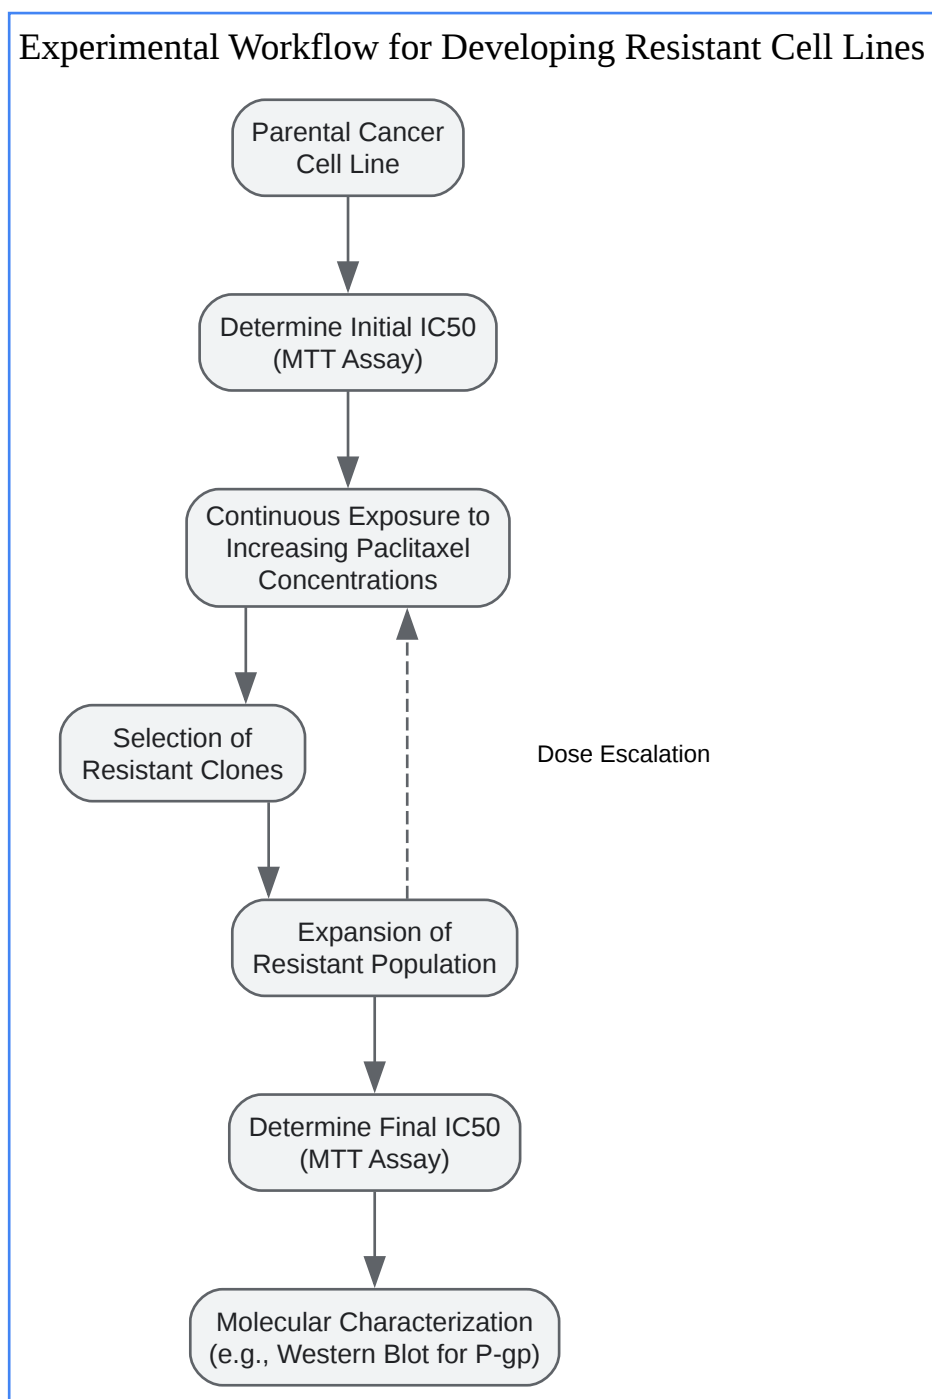 Experimental Workflow for Developing Resistant Cell Lines
Parental Cancer
Cell Line
Determine Initial IC50
(MTT Assay)
Continuous Exposure to
Increasing Paclitaxel
Concentrations
Selection of
Resistant Clones
Dose Escalation
Expansion of
Resistant Population
Determine Final IC50
(MTT Assay)
Molecular Characterization
(e.g., Western Blot for P-gp)